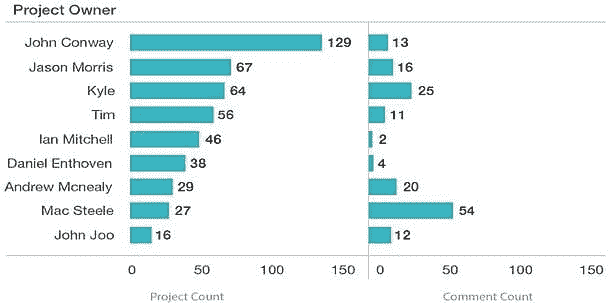 Project Owner
John Conway 129 13
Jason Morris 67 16
Kyle 64 25
Tim 56 11
Ian Mitchell 46 2
Daniel Enthoven 38 4
Andrew Mcnealy 29 20
Mac Steele 27 54
John Joo 16 12
0 50 100 150 0 50 100 150
Project Count Comment Count